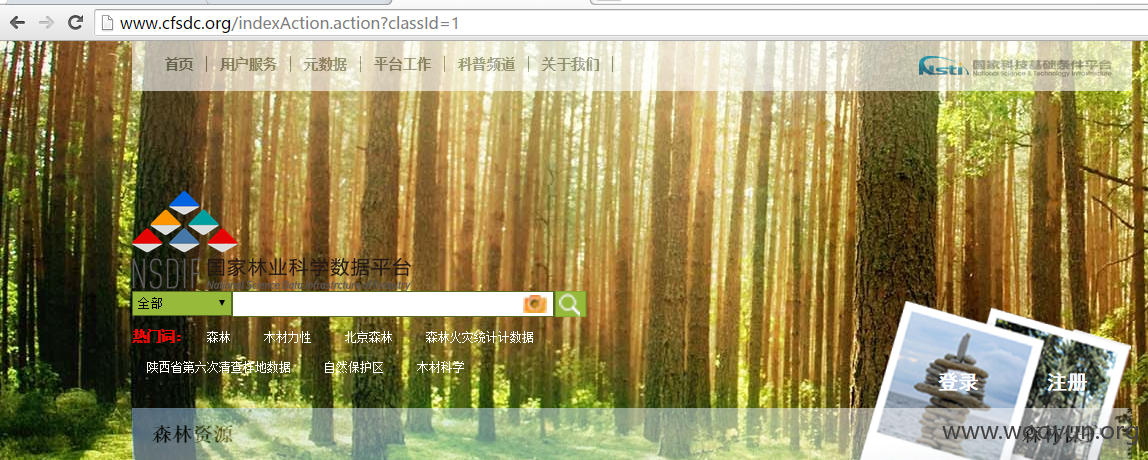 www.cfsdc.org/indexAction.action?classId=1
首页 用户服务 元数据 平台工作 科普频道 关于我们
Nsti 国家科技基础条件平台
National Science & Technology Infrastructure
NSDIF 国家林业科学数据平台
全部
热门词: 森林 木材力性 北京森林 森林火灾统计计数据
陕西省第六次清查样地数据 自然保护区 木材科学
登录 注册
森林资源
www.wooyun.org